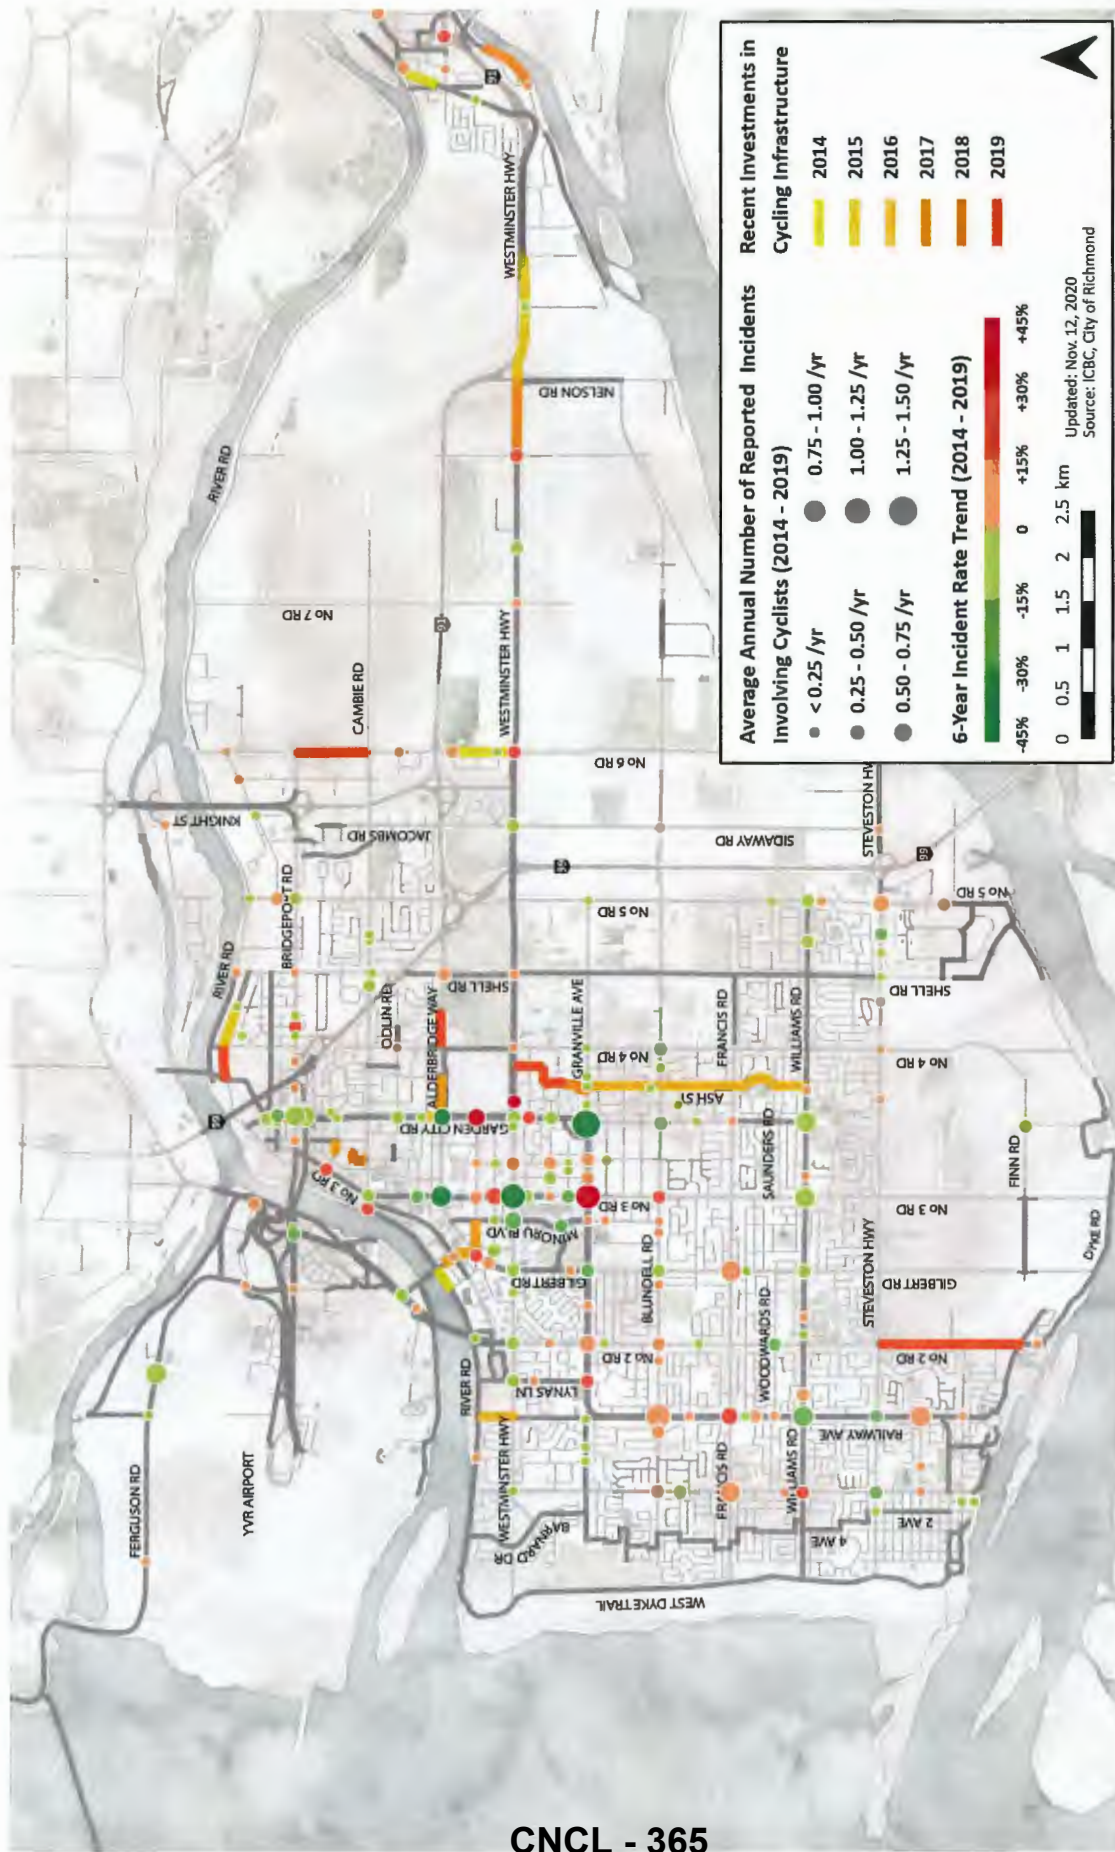 FERGUSON RD
YVR AIRPORT
RIVER RD
RIVER RD
RIVER RD
KNIGHT ST
BRIDGEPORT RD
JACOMBS RD
CAMBIE RD
No 7 RD
91
91
99
99
99
ODLIN RD
ALDERBRIDGE WAY
GARDEN CITY RD
SHELL RD
No 3 RD
WESTMINSTER HWY
WESTMINSTER HWY
WESTMINSTER HWY
NELSON RD
No 6 RD
SIDAWAY RD
No 5 RD
GRANVILLE AVE
No 4 RD
ASH ST
FRANCIS RD
WILLIAMS RD
SAUNDERS RD
No 3 RD
MINORU BLVD
GILBERT RD
BLUNDELL RD
WOODWARDS RD
No 2 RD
LYNAS LN
BARNARD DR
WEST DYKE TRAIL
FRANCIS RD
WILLIAMS RD
RAILWAY AVE
4 AVE
2 AVE
No 2 RD
STEVESTON HWY
GILBERT RD
No 3 RD
FINN RD
DYKE RD
No 4 RD
SHELL RD
No 5 RD
STEVESTON HW
Average Annual Number of Reported Incidents
Involving Cyclists (2014 - 2019)
< 0.25 /yr
0.25 - 0.50 /yr
0.50 - 0.75 /yr
0.75 - 1.00 /yr
1.00 - 1.25 /yr
1.25 - 1.50 /yr
Recent Investments in
Cycling Infrastructure
2014
2015
2016
2017
2018
2019
6-Year Incident Rate Trend (2014 - 2019)
-45% -30% -15% 0 +15% +30% +45%
0 0.5 1 1.5 2 2.5 km
Updated: Nov. 12, 2020
Source: ICBC, City of Richmond
CNCL - 365